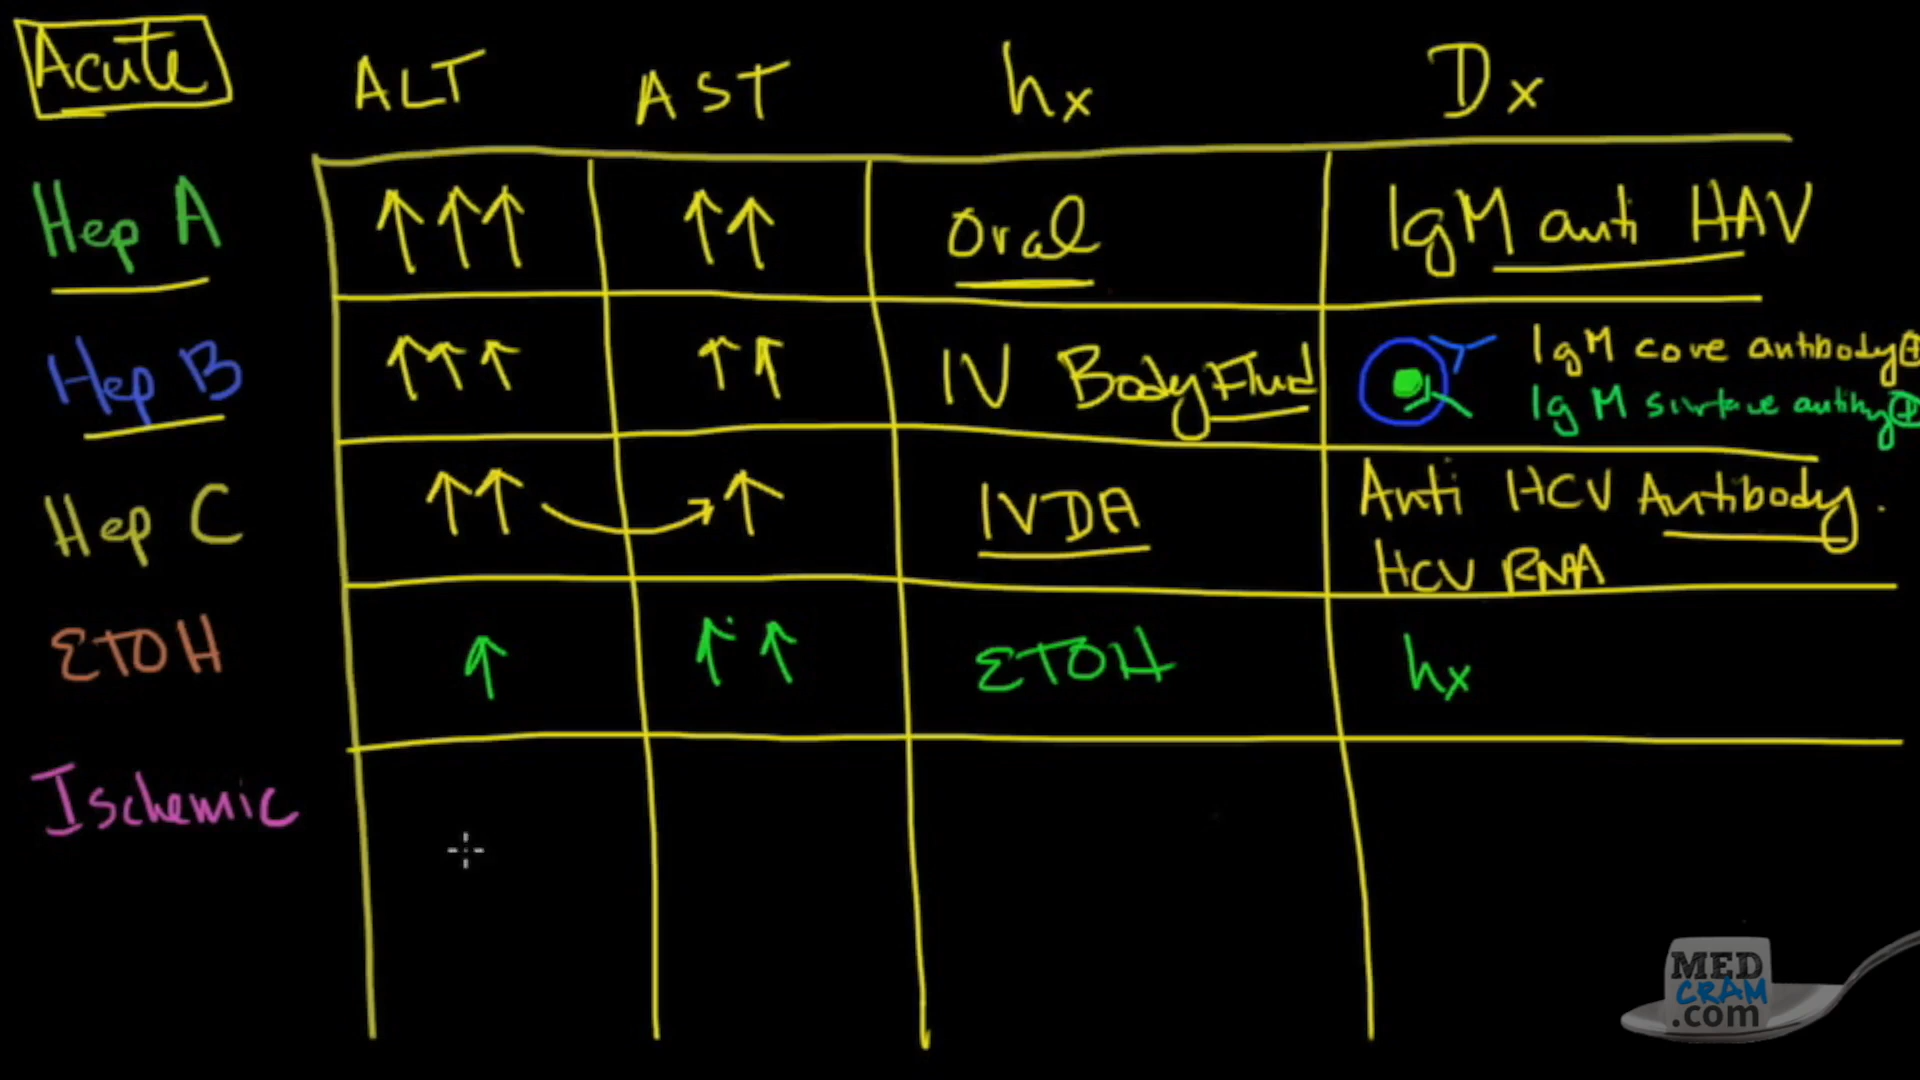 Acute ALT AST hx Dx
Hep A ↑↑↑ ↑↑ Oral IgM anti HAV
Hep B ↑↑↑ ↑↑ IV Body Fluid IgM core antibody +
IgM surface +
Hep C ↑↑ ↑ IVDA Anti HCV Antibody.
HCV RNA
ETOH ↑ ↑↑ ETOH hx
Ischemic
MED
CRAM
.com